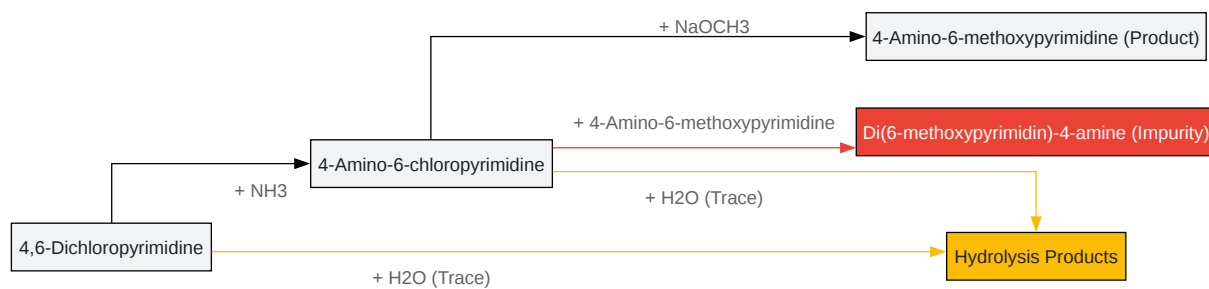 + NaOCH3
4-Amino-6-methoxypyrimidine (Product)
+ 4-Amino-6-methoxypyrimidine
Di(6-methoxypyrimidin)-4-amine (Impurity)
4-Amino-6-chloropyrimidine
+ NH3
+ H2O (Trace)
4,6-Dichloropyrimidine
Hydrolysis Products
+ H2O (Trace)